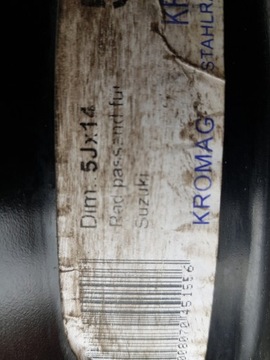 Dim. 5Jx14
Rad passend für
Suzuki
KROMAG
STAHLR